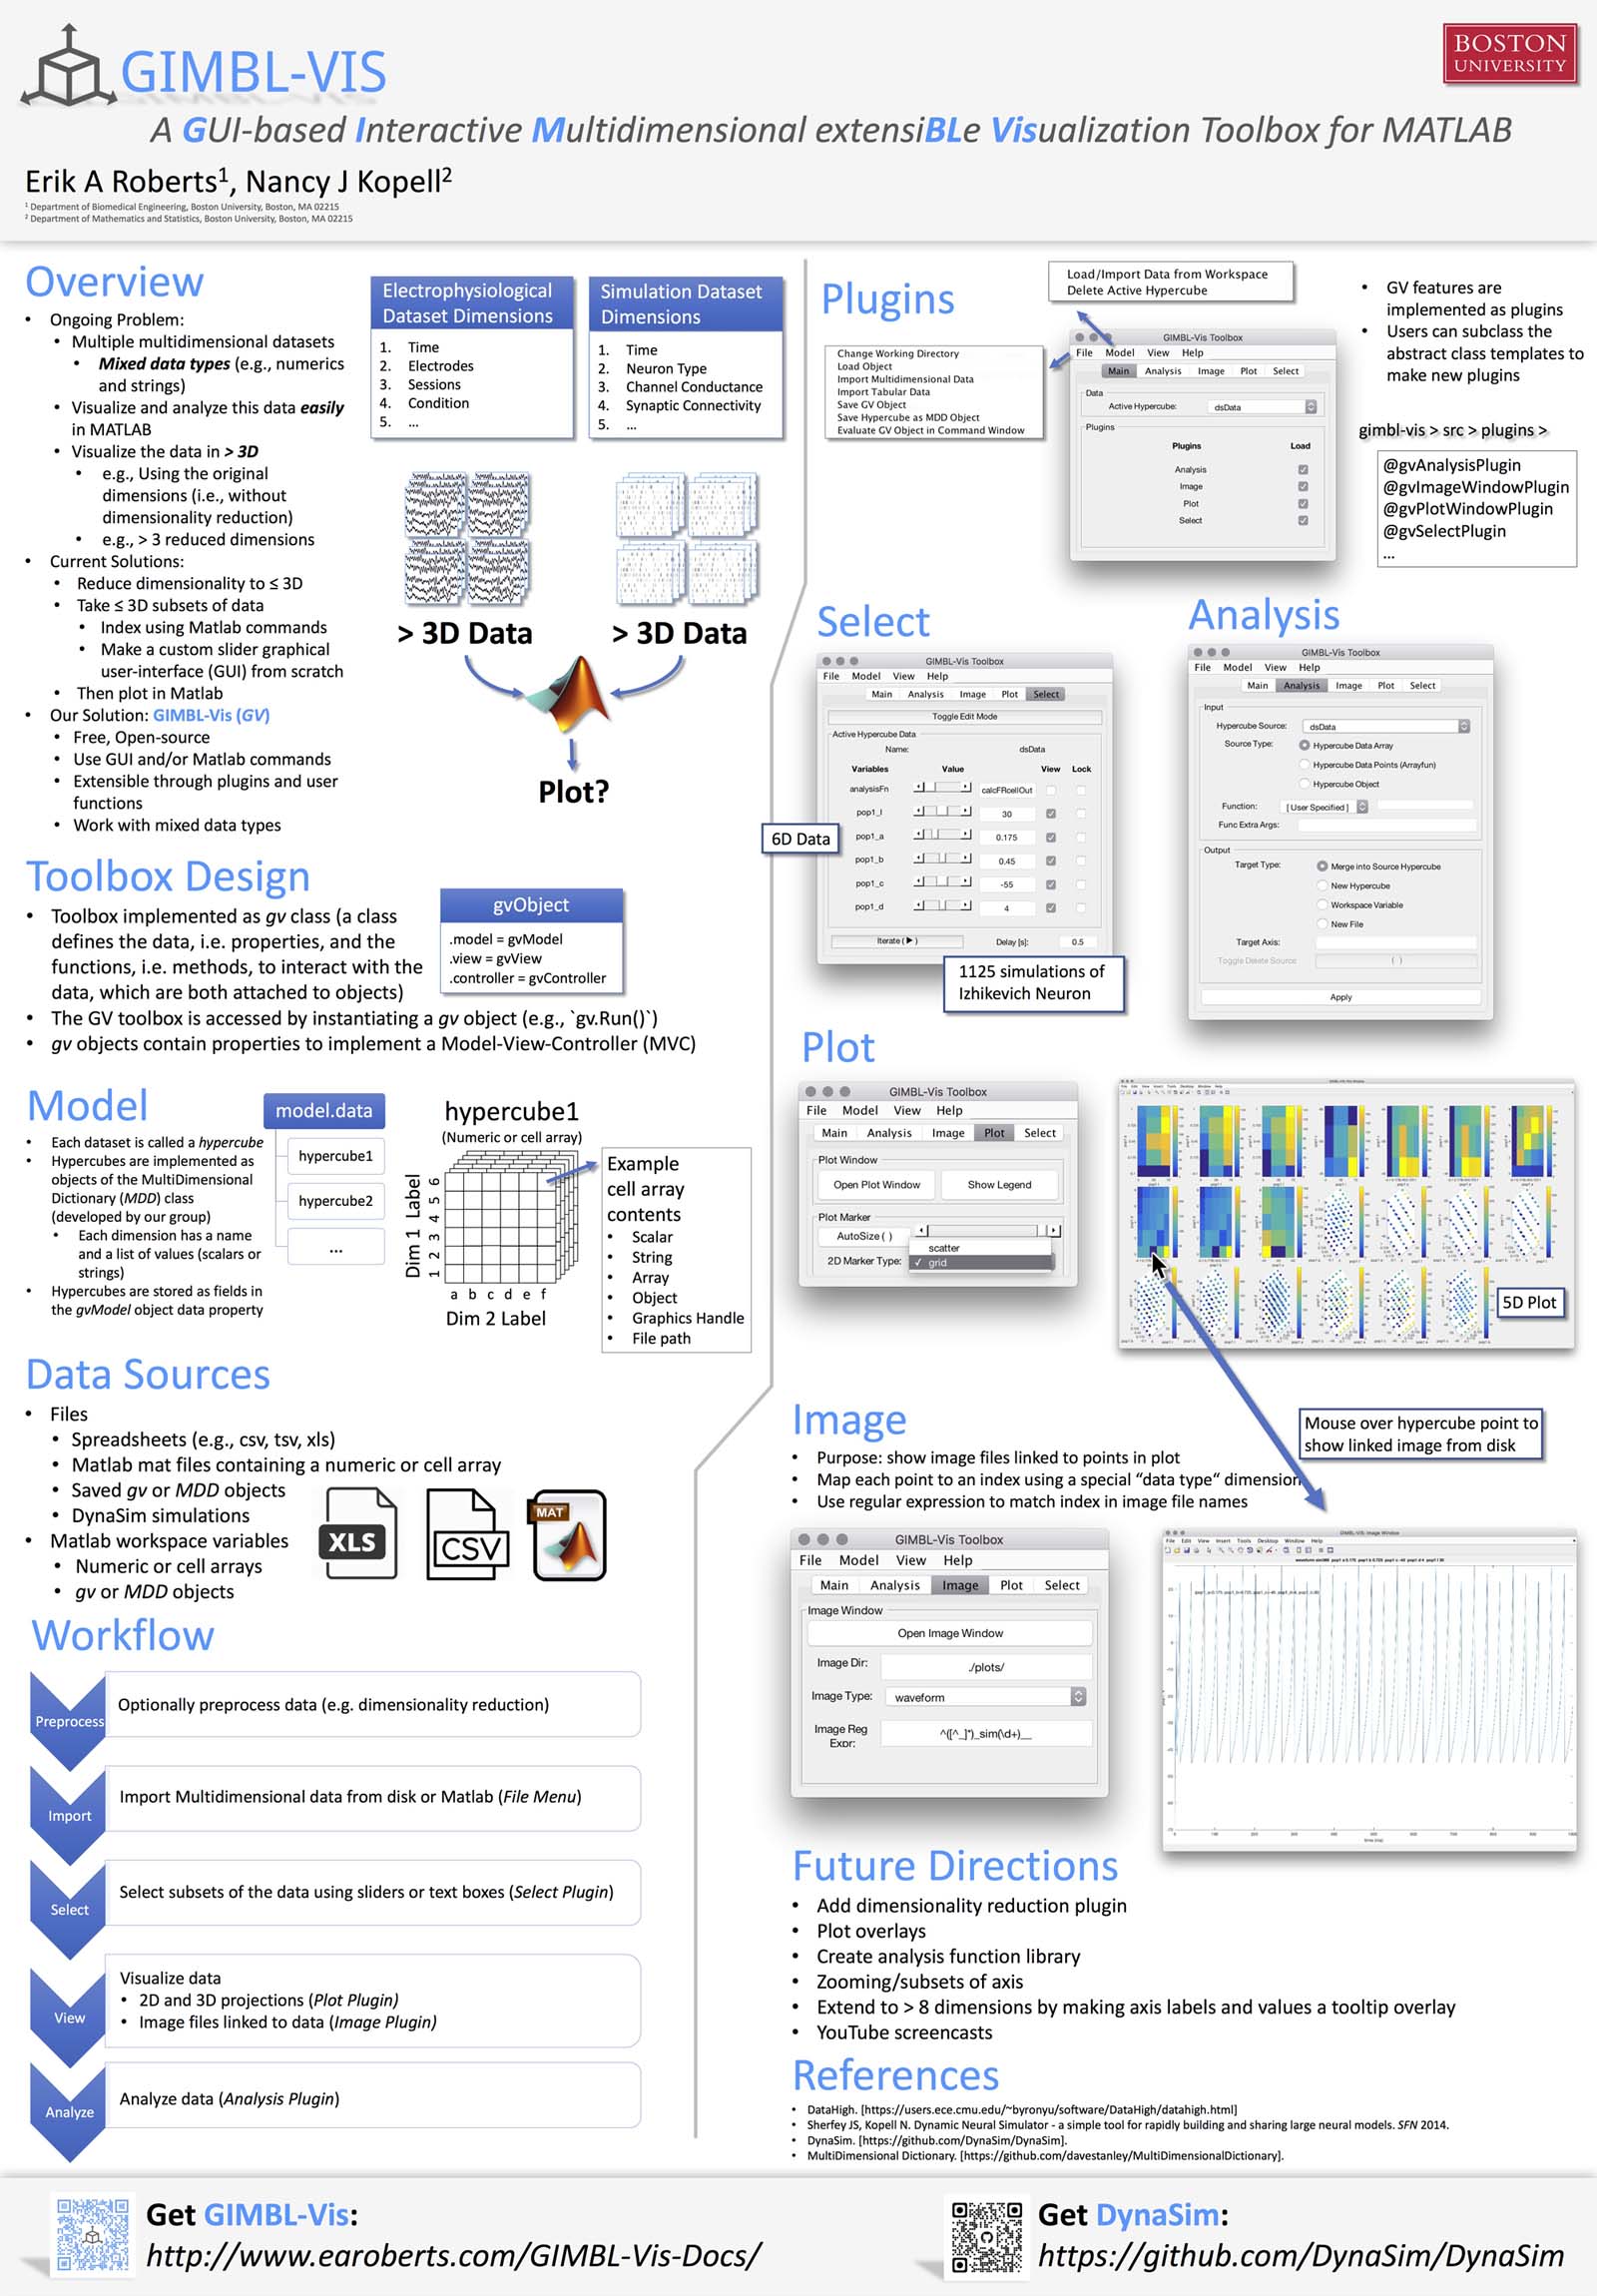 GIMBL-VIS
BOSTON
UNIVERSITY
A GUI-based Interactive Multidimensional extensiBLe Visualization Toolbox for MATLAB
Erik A Roberts1, Nancy J Kopell2
1 Department of Biomedical Engineering, Boston University, Boston, MA 02215
2 Department of Mathematics and Statistics, Boston University, Boston, MA 02215
Overview
• Ongoing Problem:
• Multiple multidimensional datasets
• Mixed data types (e.g., numerics
and strings)
• Visualize and analyze this data easily
in MATLAB
• Visualize the data in > 3D
• e.g., Using the original
dimensions (i.e., without
dimensionality reduction)
• e.g., > 3 reduced dimensions
• Current Solutions:
• Reduce dimensionality to ≤ 3D
• Take ≤ 3D subsets of data
• Index using Matlab commands
• Make a custom slider graphical
user-interface (GUI) from scratch
• Then plot in Matlab
• Our Solution: GIMBL-Vis (GV)
• Free, Open-source
• Use GUI and/or Matlab commands
• Extensible through plugins and user
functions
• Work with mixed data types
Electrophysiological
Dataset Dimensions
1. Time
2. Electrodes
3. Sessions
4. Condition
5. ...
Simulation Dataset
Dimensions
1. Time
2. Neuron Type
3. Channel Conductance
4. Synaptic Connectivity
5. ...
> 3D Data
> 3D Data
Plot?
Toolbox Design
• Toolbox implemented as gv class (a class
defines the data, i.e. properties, and the
functions, i.e. methods, to interact with the
data, which are both attached to objects)
• The GV toolbox is accessed by instantiating a gv object (e.g., `gv.Run()`)
• gv objects contain properties to implement a Model-View-Controller (MVC)
gvObject
.model = gvModel
.view = gvView
.controller = gvController
Model
• Each dataset is called a hypercube
• Hypercubes are implemented as
objects of the MultiDimensional
Dictionary (MDD) class
(developed by our group)
• Each dimension has a name
and a list of values (scalars or
strings)
• Hypercubes are stored as fields in
the gvModel object data property
model.data
hypercube1
hypercube2
...
hypercube1
(Numeric or cell array)
Dim 1 Label
1 2 3 4 5 6
a b c d e f
Dim 2 Label
Example
cell array
contents
• Scalar
• String
• Array
• Object
• Graphics Handle
• File path
Data Sources
• Files
• Spreadsheets (e.g., csv, tsv, xls)
• Matlab mat files containing a numeric or cell array
• Saved gv or MDD objects
• DynaSim simulations
• Matlab workspace variables
• Numeric or cell arrays
• gv or MDD objects
XLS
CSV
MAT
Workflow
Preprocess
Optionally preprocess data (e.g. dimensionality reduction)
Import
Import Multidimensional data from disk or Matlab (File Menu)
Select
Select subsets of the data using sliders or text boxes (Select Plugin)
View
Visualize data
• 2D and 3D projections (Plot Plugin)
• Image files linked to data (Image Plugin)
Analyze
Analyze data (Analysis Plugin)
Plugins
Load/Import Data from Workspace
Delete Active Hypercube
Change Working Directory
Load Object
Import Multidimensional Data
Import Tabular Data
Save GV Object
Save Hypercube as MDD Object
Evaluate GV Object in Command Window
GIMBL-Vis Toolbox
File Model View Help
Main Analysis Image Plot Select
Data
Active Hypercube: dsData
Plugins
Plugins Load
Analysis
Image
Plot
Select
• GV features are
implemented as plugins
• Users can subclass the
abstract class templates to
make new plugins
gimbl-vis > src > plugins >
@gvAnalysisPlugin
@gvImageWindowPlugin
@gvPlotWindowPlugin
@gvSelectPlugin
...
Select
GIMBL-Vis Toolbox
File Model View Help
Main Analysis Image Plot Select
Toggle Edit Mode
Active Hypercube Data
Name: dsData
Variables Value View Lock
analysisFn calcFRcellOut
pop1_I 30
pop1_a 0.175
pop1_b 0.45
pop1_c -55
pop1_d 4
Iterate ( ▶ ) Delay [s]: 0.5
6D Data
1125 simulations of
Izhikevich Neuron
Analysis
GIMBL-Vis Toolbox
File Model View Help
Main Analysis Image Plot Select
Input
Hypercube Source: dsData
Source Type: Hypercube Data Array
Hypercube Data Points (Arrayfun)
Hypercube Object
Function: [User Specified]
Func Extra Args:
Output
Target Type: Merge into Source Hypercube
New Hypercube
Workspace Variable
New File
Target Axis:
Toggle Delete Source: ( )
Apply
Plot
GIMBL-Vis Toolbox
File Model View Help
Main Analysis Image Plot Select
Plot Window
Open Plot Window Show Legend
Plot Marker
AutoSize ( )
scatter
2D Marker Type: ✓ grid
5D Plot
Mouse over hypercube point to
show linked image from disk
Image
• Purpose: show image files linked to points in plot
• Map each point to an index using a special “data type“ dimension
• Use regular expression to match index in image file names
GIMBL-Vis Toolbox
File Model View Help
Main Analysis Image Plot Select
Image Window
Open Image Window
Image Dir: ./plots/
Image Type: waveform
Image Reg
Expr: ^([^_]*)_sim(\d+)__
Future Directions
• Add dimensionality reduction plugin
• Plot overlays
• Create analysis function library
• Zooming/subsets of axis
• Extend to > 8 dimensions by making axis labels and values a tooltip overlay
• YouTube screencasts
References
• DataHigh. [https://users.ece.cmu.edu/~byronyu/software/DataHigh/datahigh.html]
• Sherfey JS, Kopell N. Dynamic Neural Simulator - a simple tool for rapidly building and sharing large neural models. SFN 2014.
• DynaSim. [https://github.com/DynaSim/DynaSim].
• MultiDimensional Dictionary. [https://github.com/davestanley/MultiDimensionalDictionary].
Get GIMBL-Vis:
http://www.earoberts.com/GIMBL-Vis-Docs/
Get DynaSim:
https://github.com/DynaSim/DynaSim